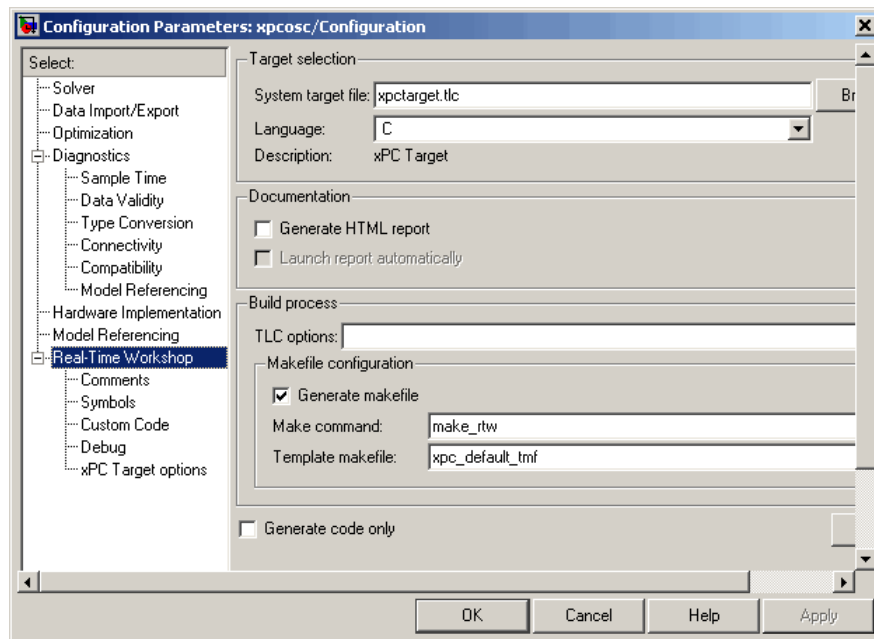 Configuration Parameters: xpcosc/Configuration
Select:
Solver
Data Import/Export
Optimization
Diagnostics
Sample Time
Data Validity
Type Conversion
Connectivity
Compatibility
Model Referencing
Hardware Implementation
Model Referencing
Real-Time Workshop
Comments
Symbols
Custom Code
Debug
xPC Target options
Target selection
System target file: xpctarget.tlc Br
Language: C
Description: xPC Target
Documentation
Generate HTML report
Launch report automatically
Build process
TLC options:
Makefile configuration
Generate makefile
Make command: make_rtw
Template makefile: xpc_default_tmf
Generate code only
OK Cancel Help Apply